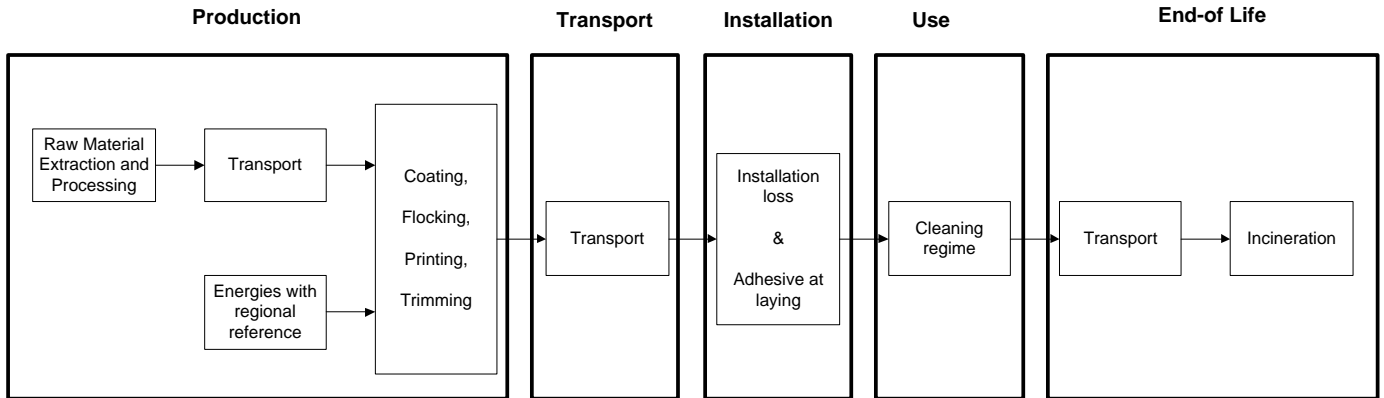 Production
Transport
Installation
Use
End-of Life
Raw Material
Extraction and
Processing
Transport
Energies with
regional
reference
Coating,
Flocking,
Printing,
Trimming
Transport
Installation
loss
&
Adhesive at
laying
Cleaning
regime
Transport
Incineration